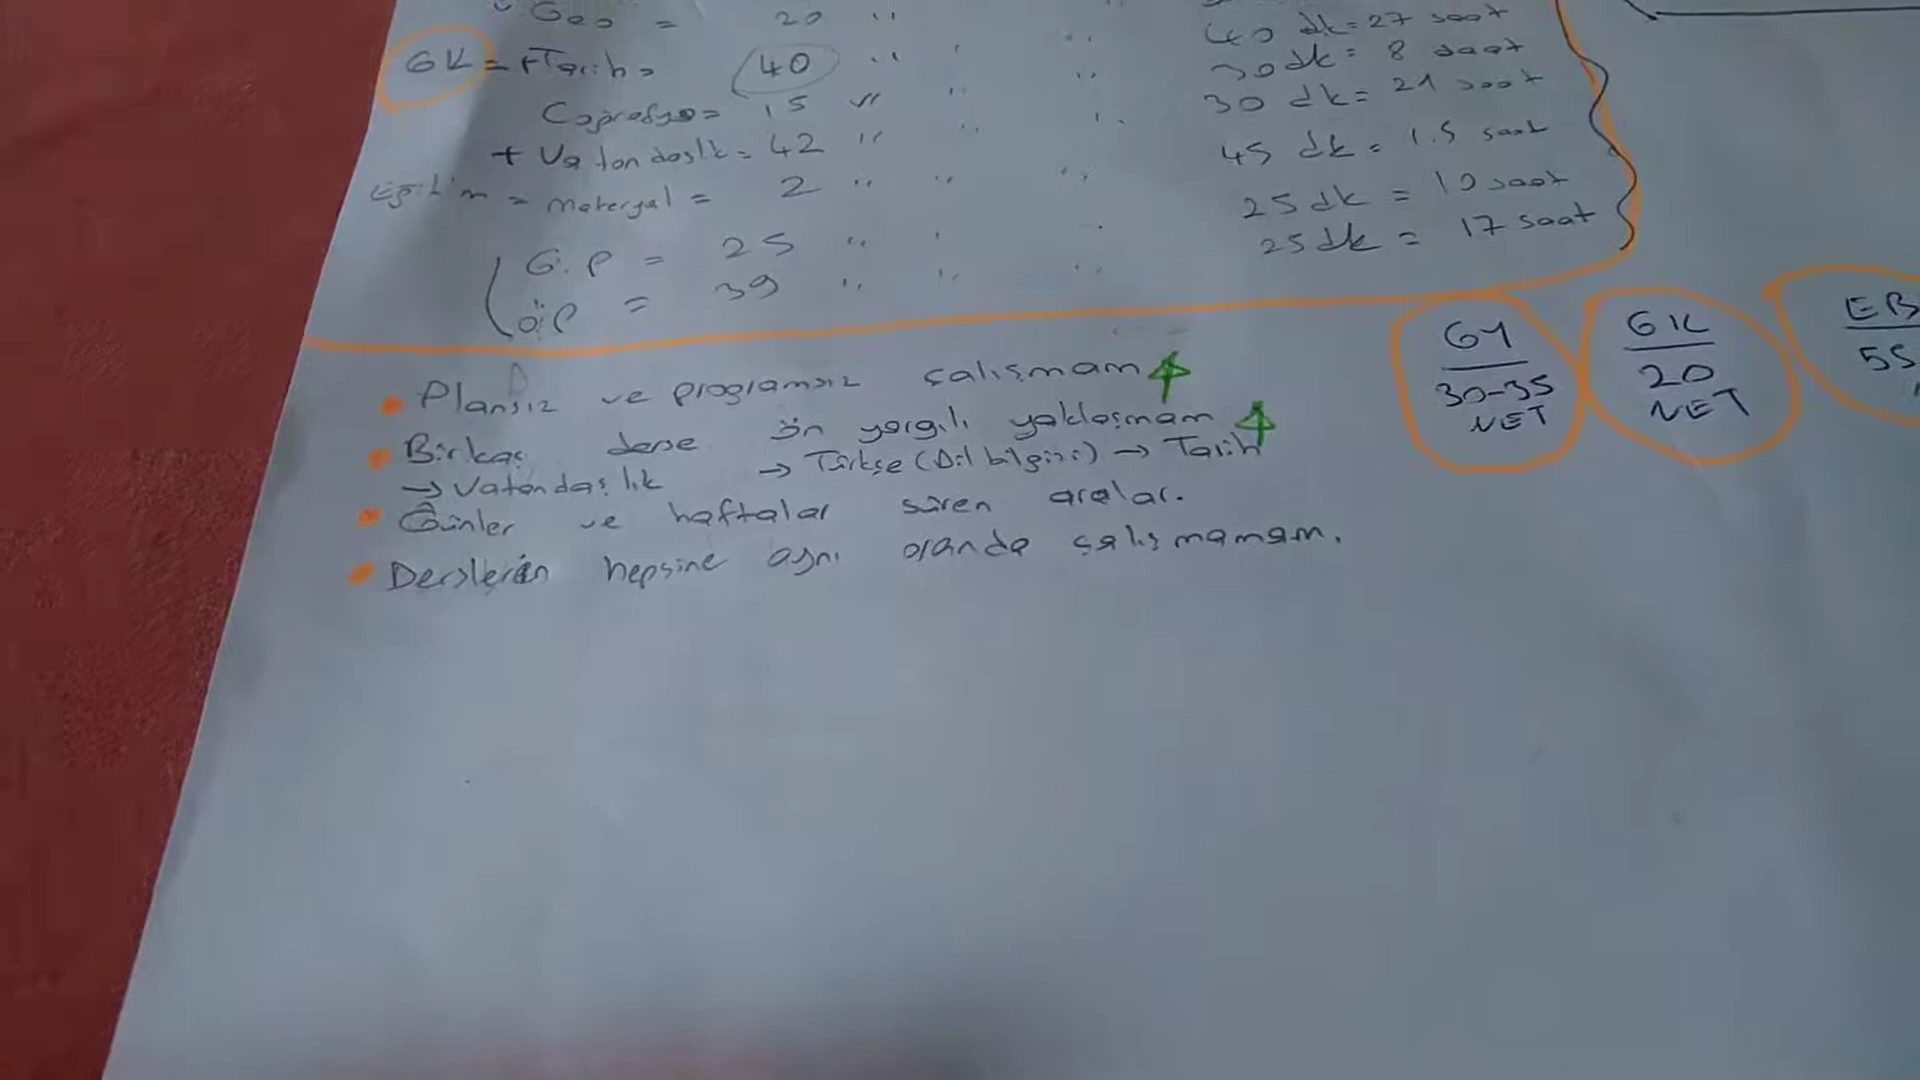 Geo = 20 " 40 dk = 27 saat
GK = +Tarih = 40 " " " 30 dk = 8 saat
Coğrafya = 15 " " " 30 dk = 21 saat
+ Vatandaşlık = 42 " " " 45 dk = 1.5 saat
Eğitim = materyal = 2 " " " 25 dk = 10 saat
G.P = 25 " " " 25 dk = 17 saat
ö.P = 39 " " "
GY
30-35
NET
GK
20
NET
EB
55
• Plansız ve programsız çalışmam
• Birkaç derse ön yargılı yaklaşmam
→ Vatandaşlık → Türkçe (Dil bilgisi) → Tarih
• Günler ve haftalar süren aralar.
• Derslerin hepsine aynı oranda çalışmamam.